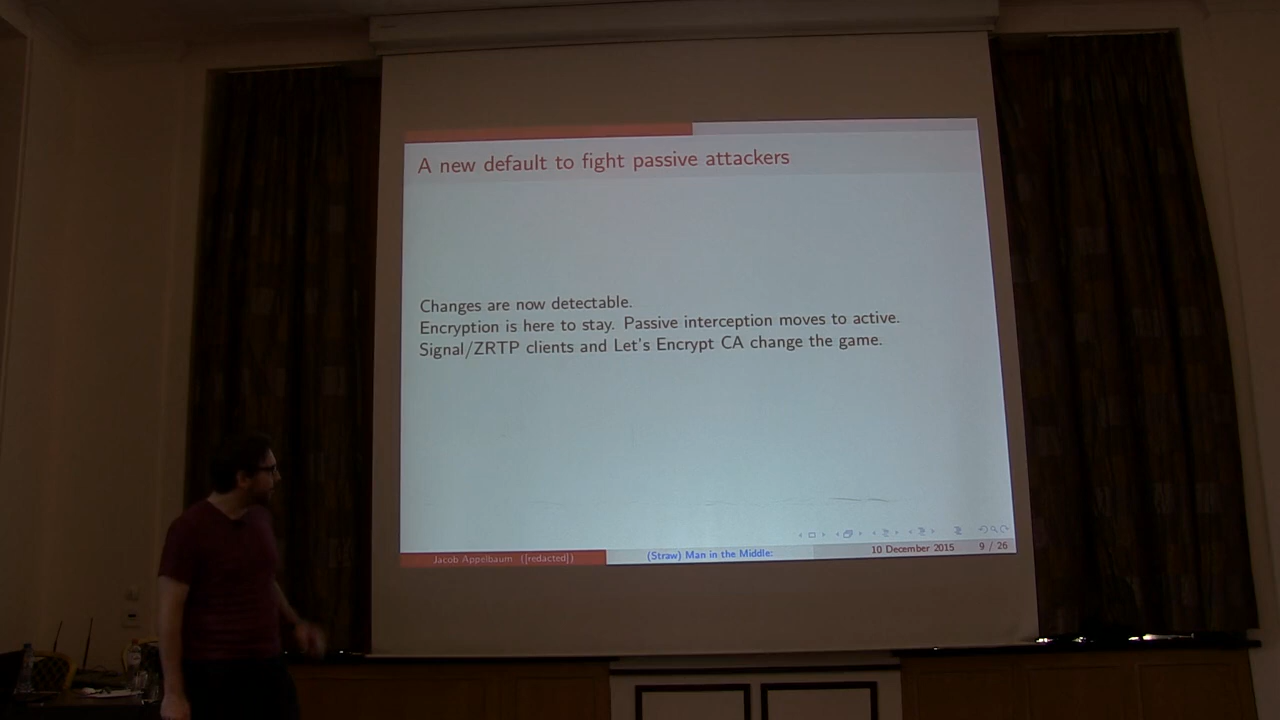 A new default to fight passive attackers
Changes are now detectable.
Encryption is here to stay. Passive interception moves to active.
Signal/ZRTP clients and Let's Encrypt CA change the game.
Jacob Appelbaum ([redacted])
(Straw) Man in the Middle:
10 December 2015
9 / 26